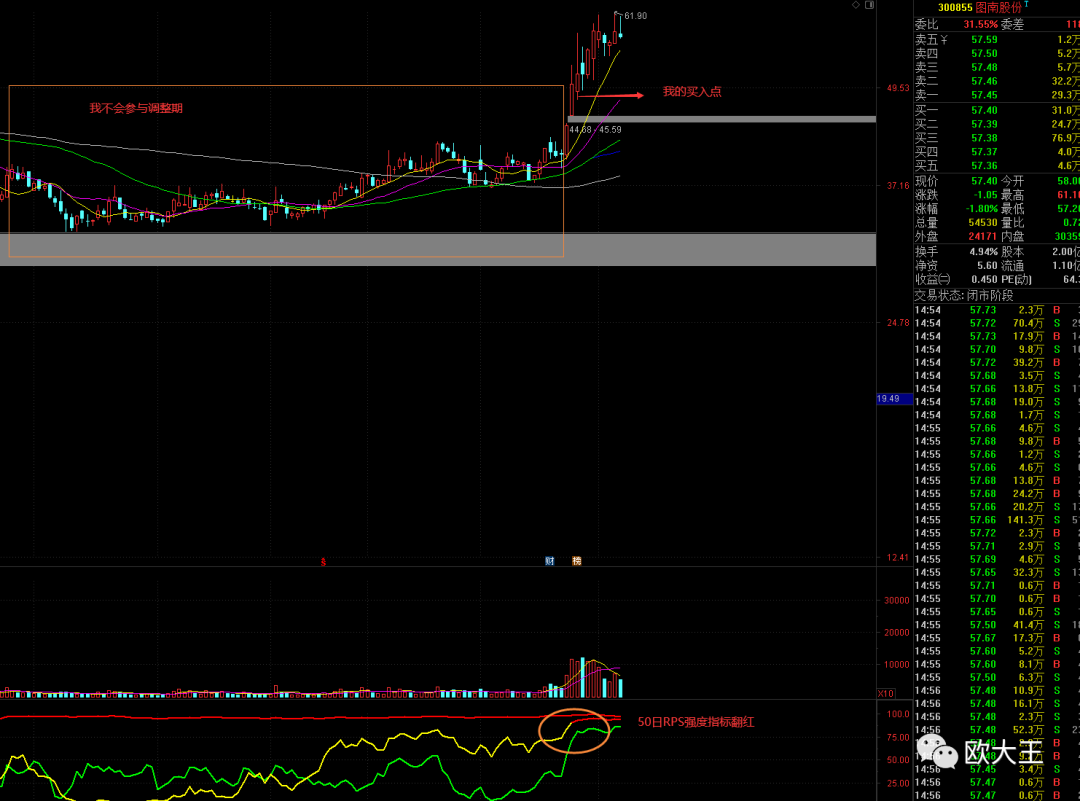 300855 图南股份 T
61.90
委比 31.55% 委差
卖五 57.59 1.2万
卖四 57.50 5.2万
卖三 57.48 5.7万
卖二 57.46 32.2万
卖一 57.45 29.3万
49.53
我的买入点
我不会参与调整期
买一 57.40 31.0万
买二 57.39 24.7万
44.68 - 45.59
买三 57.38 76.9万
买四 57.37 4.0万
买五 57.36 4.6万
37.16
现价 57.40 今开
涨跌 -1.05 最高
涨幅 -1.80% 最低
总量 54530 量比
外盘 24171 内盘
换手 4.94% 股本 2.00亿
净资 5.60 流通 1.10亿
收益㈡ 0.450 PE(动)
交易状态: 闭市阶段
14:54 57.73 2.3万 B
14:54 57.72 70.4万 S
24.78
14:54 57.73 17.9万 B
14:54 57.70 9.8万 S
14:54 57.72 39.2万 B
14:54 57.68 3.5万 S
14:54 57.66 13.8万 S
19.49
14:54 57.68 19.0万 S
14:54 57.68 1.7万 S
14:55 57.66 4.6万 S
14:55 57.68 9.8万 B
14:55 57.66 1.2万 S
14:55 57.66 4.6万 S
14:55 57.68 13.8万 B
14:55 57.68 24.2万 B
14:55 57.66 20.2万 S
14:55 57.66 141.3万 S
14:55 57.72 2.3万 B
14:55 57.71 2.9万 S
财
榜
12.41
14:55 57.69 4.6万 S
14:55 57.65 32.3万 S
14:55 57.71 0.6万 B
14:55 57.70 0.6万 B
30000
14:55 57.65 0.6万 S
14:55 57.50 41.4万 S
20000
14:55 57.67 17.3万 B
14:55 57.60 5.2万 S
10000
14:55 57.60 8.1万 B
14:55 57.50 6.3万 S
X10
14:56 57.48 10.9万 S
14:56 57.48 16.1万 S
100.0
14:56 57.48 2.3万 S
50日RPS强度指标翻红
14:56 57.48 52.3万 S
75.00
欧大王
50.00
57.45 3.4万 S
25.00
14:56 57.47 0.6万 B
14:56 57.47 0.6万 B